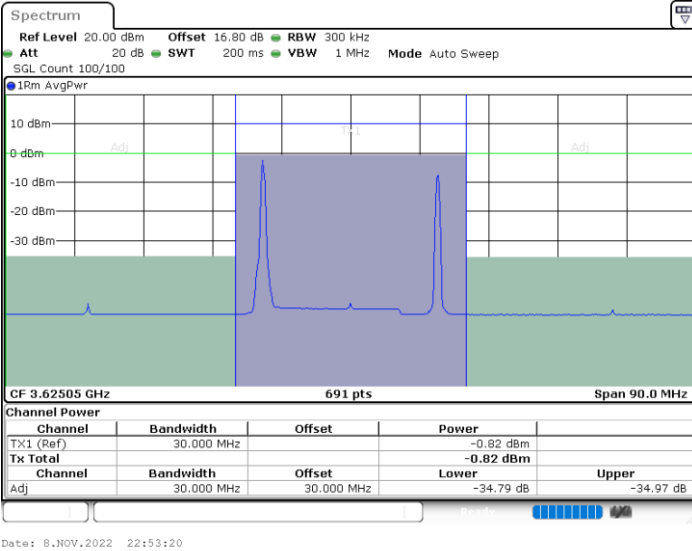 Spectrum
Ref Level 20.00 dBm Offset 16.80 dB RBW 300 kHz
Att 20 dB SWT 200 ms VBW 1 MHz Mode Auto Sweep
SGL Count 100/100
1Rm AvgPwr
10 dBm
TX1
Adj Adj
0 dBm
-10 dBm
-20 dBm
-30 dBm
CF 3.62505 GHz 691 pts Span 90.0 MHz
Channel Power
Channel Bandwidth Offset Power
TX1 (Ref) 30.000 MHz -0.82 dBm
Tx Total -0.82 dBm
Channel Bandwidth Offset Lower Upper
Adj 30.000 MHz 30.000 MHz -34.79 dB -34.97 dB
Ready
Date: 8.NOV.2022 22:53:20